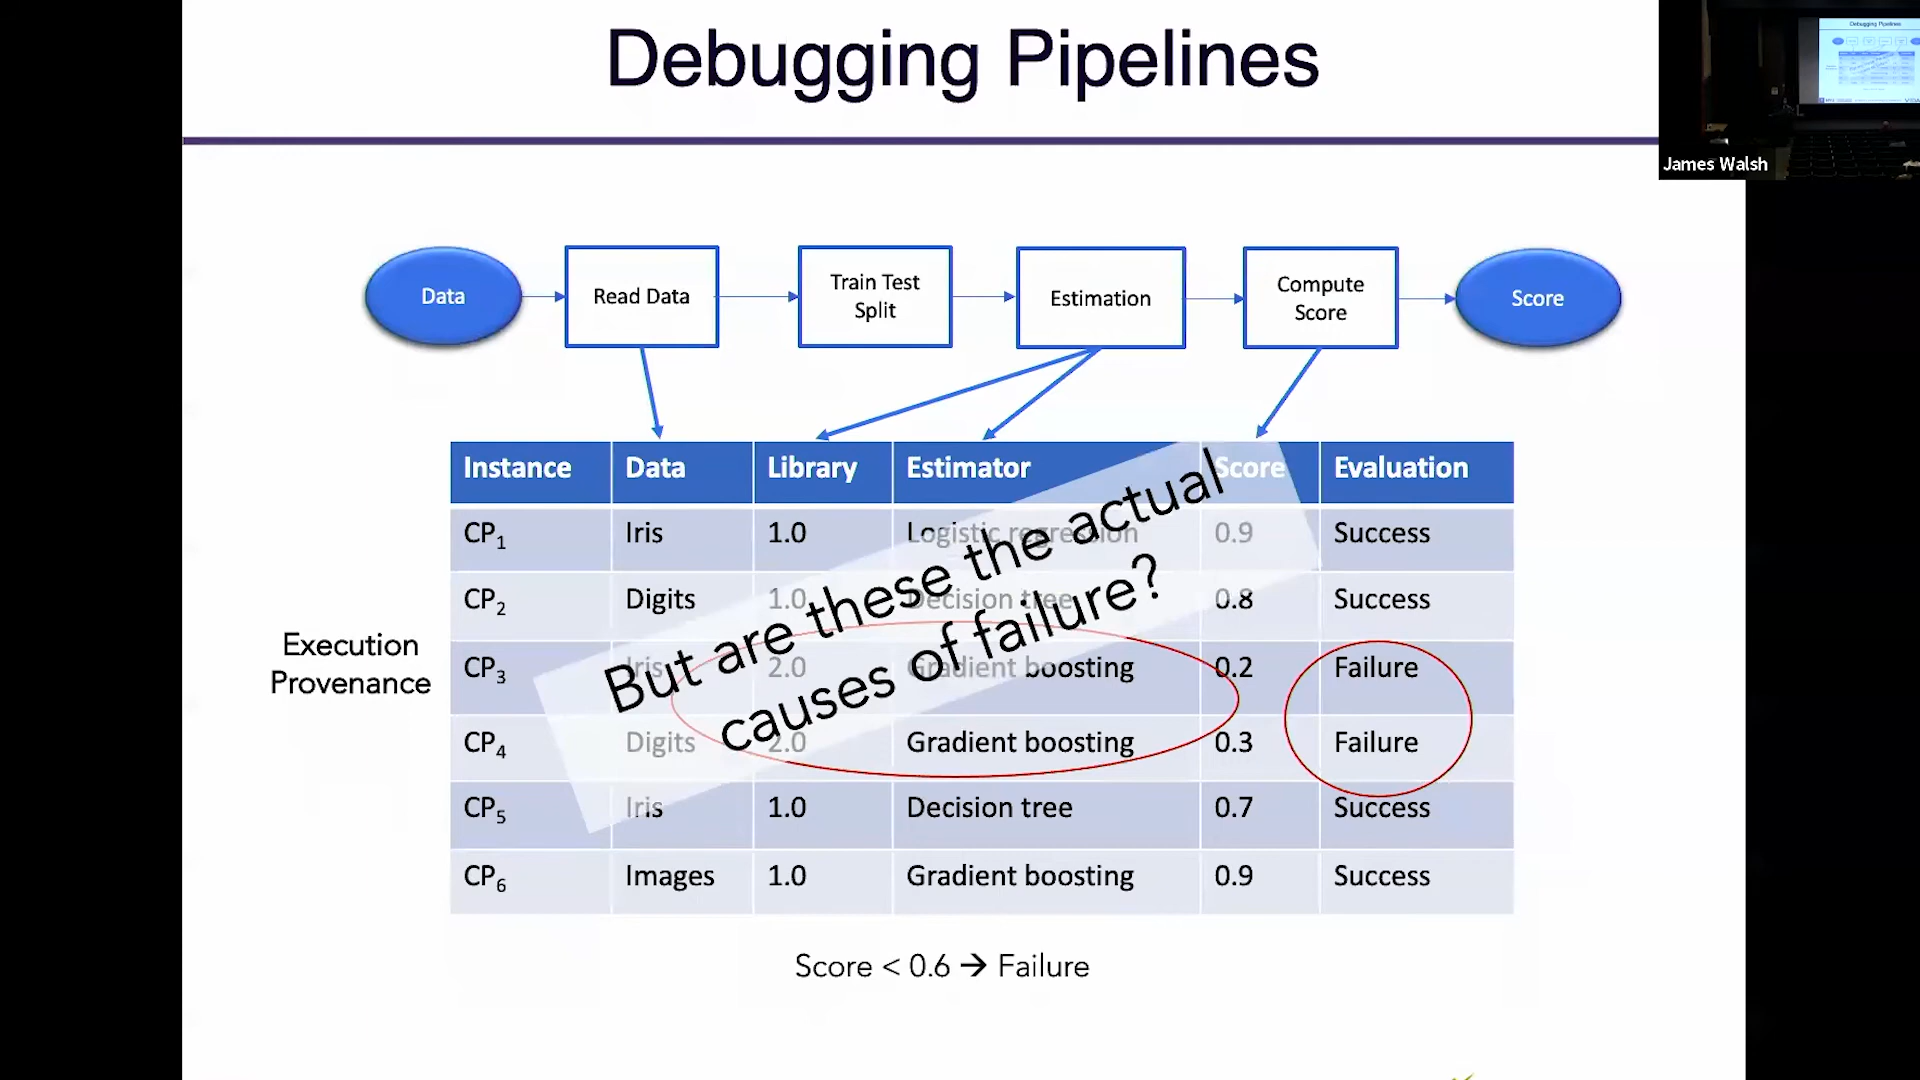 Debugging Pipelines
Debugging Pipelines
James Walsh
Data
Read Data
Train Test
Split
Estimation
Compute
Score
Score
Instance Data Library Estimator Score Evaluation
CP1 Iris 1.0 Logistic regression 0.9 Success
CP2 Digits 1.0 Decision tree 0.8 Success
CP3 Iris 2.0 Gradient boosting 0.2 Failure
CP4 Digits 2.0 Gradient boosting 0.3 Failure
CP5 Iris 1.0 Decision tree 0.7 Success
CP6 Images 1.0 Gradient boosting 0.9 Success
But are these the actual
causes of failure?
Execution
Provenance
Score < 0.6 → Failure